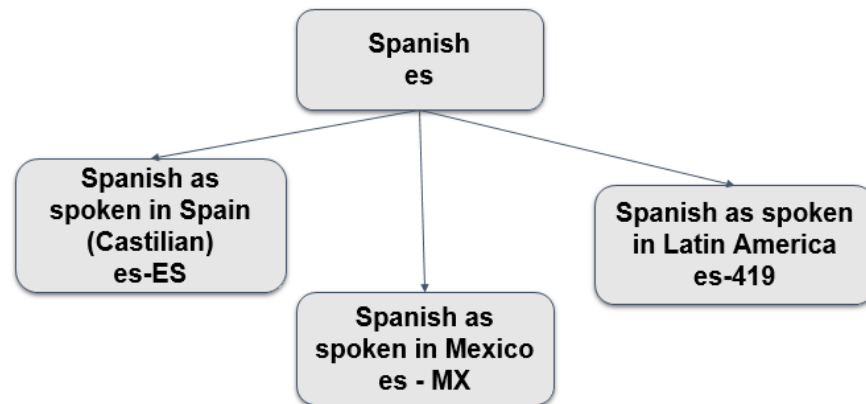 Spanish
es
Spanish as
spoken in Spain
(Castilian)
es-ES
Spanish as spoken
in Latin America
es-419
Spanish as
spoken in Mexico
es - MX